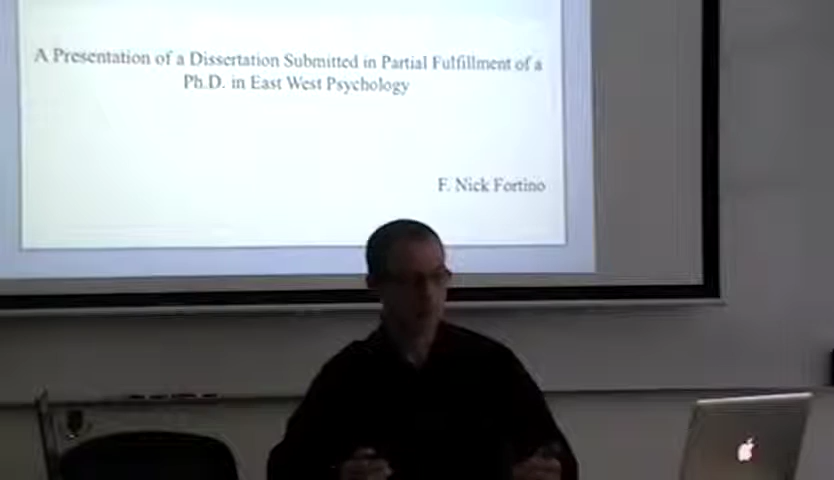 A Presentation of a Dissertation Submitted in Partial Fulfillment of a
Ph.D. in East West Psychology
F. Nick Fortino